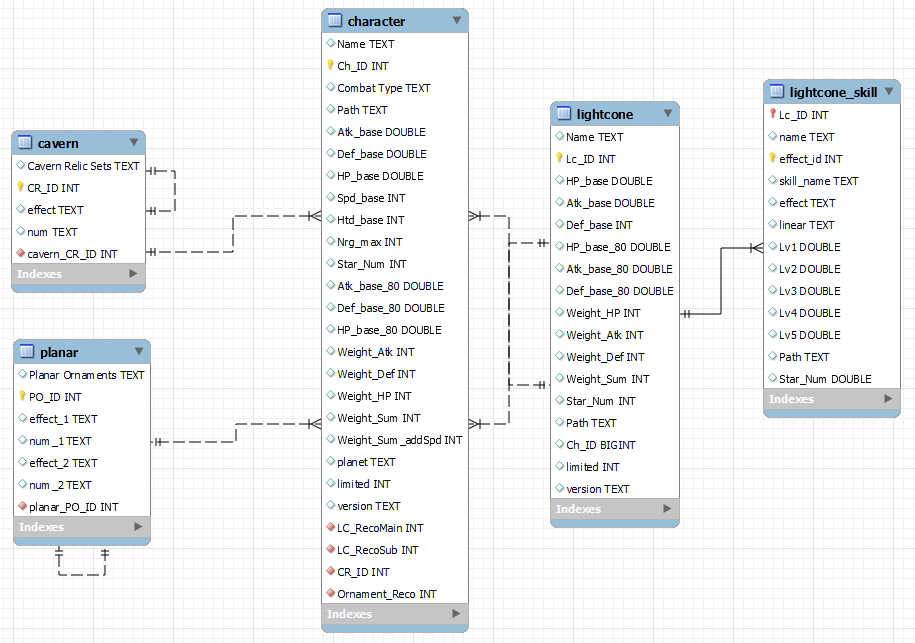 cavern
Cavern Relic Sets TEXT
CR_ID INT
effect TEXT
num TEXT
cavern_CR_ID INT
Indexes
planar
Planar Ornaments TEXT
PO_ID INT
effect_1 TEXT
num_1 TEXT
effect_2 TEXT
num_2 TEXT
planar_PO_ID INT
Indexes
character
Name TEXT
Ch_ID INT
Combat Type TEXT
Path TEXT
Atk_base DOUBLE
Def_base DOUBLE
HP_base DOUBLE
Spd_base INT
Htd_base INT
Nrg_max INT
Star_Num INT
Atk_base_80 DOUBLE
Def_base_80 DOUBLE
HP_base_80 DOUBLE
Weight_Atk INT
Weight_Def INT
Weight_HP INT
Weight_Sum INT
Weight_Sum_addSpd INT
planet TEXT
limited INT
version TEXT
LC_RecoMain INT
LC_RecoSub INT
CR_ID INT
Ornament_Reco INT
Indexes
lightcone
Name TEXT
Lc_ID INT
HP_base DOUBLE
Atk_base DOUBLE
Def_base INT
HP_base_80 DOUBLE
Atk_base_80 DOUBLE
Def_base_80 DOUBLE
Weight_HP INT
Weight_Atk INT
Weight_Def INT
Weight_Sum INT
Star_Num INT
Path TEXT
Ch_ID BIGINT
limited INT
version TEXT
Indexes
lightcone_skill
Lc_ID INT
name TEXT
effect_id INT
skill_name TEXT
effect TEXT
linear TEXT
Lv1 DOUBLE
Lv2 DOUBLE
Lv3 DOUBLE
Lv4 DOUBLE
Lv5 DOUBLE
Path TEXT
Star_Num DOUBLE
Indexes